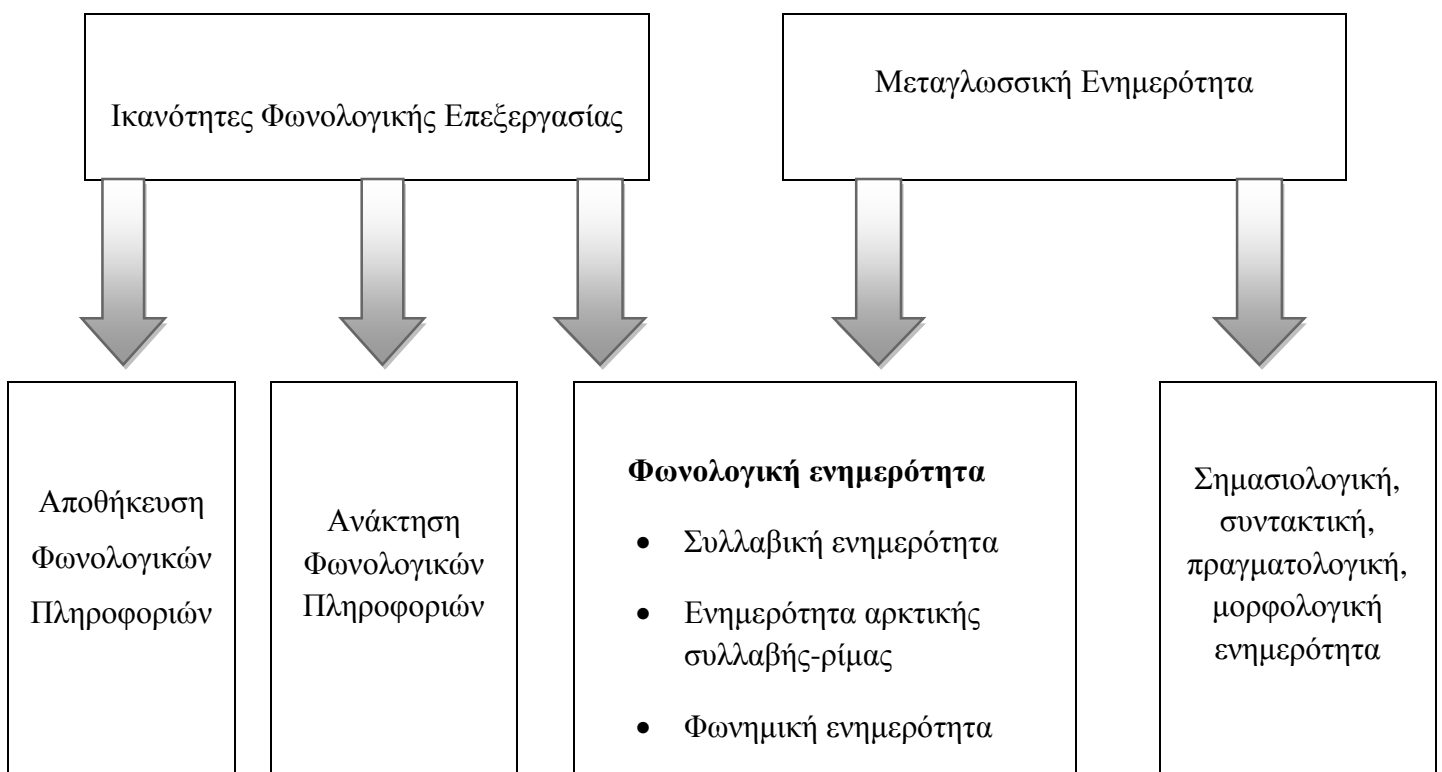 Ικανότητες Φωνολογικής Επεξεργασίας
Μεταγλωσσική Ενημερότητα
Αποθήκευση
Φωνολογικών
Πληροφοριών
Ανάκτηση
Φωνολογικών
Πληροφοριών
Φωνολογική ενημερότητα
• Συλλαβική ενημερότητα
• Ενημερότητα αρκτικής
συλλαβής-ρίμας
• Φωνημική ενημερότητα
Σημασιολογική,
συντακτική,
πραγματολογική,
μορφολογική
ενημερότητα